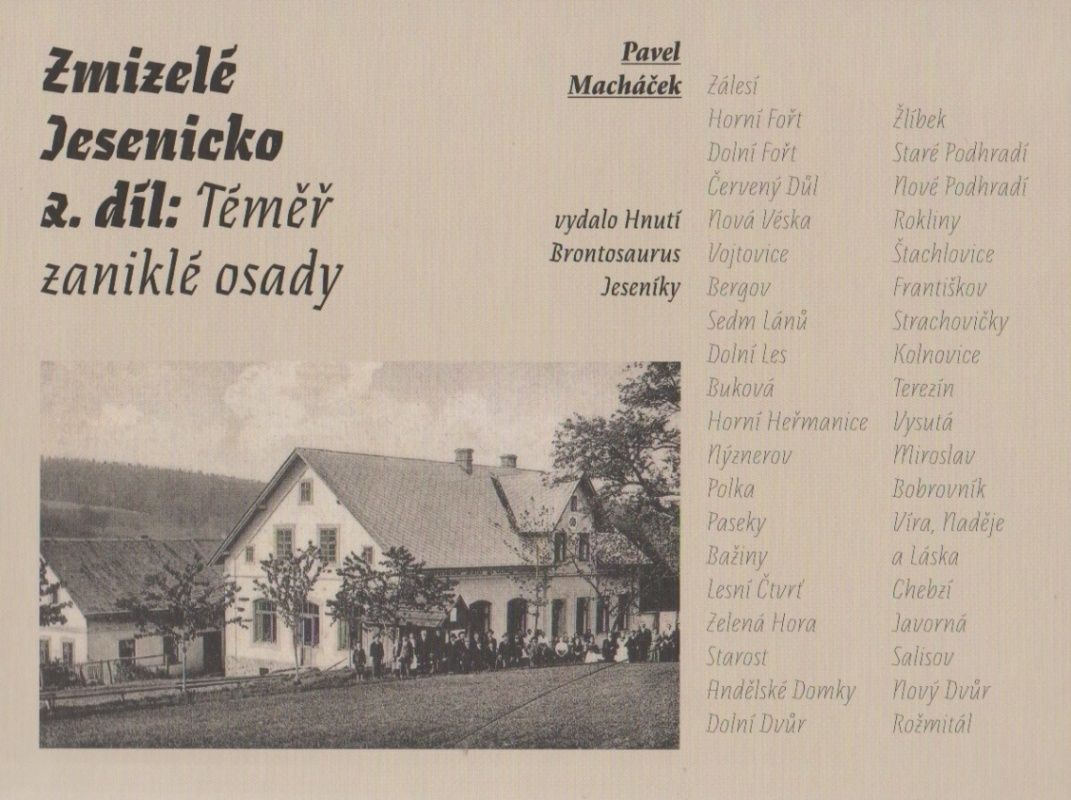 Zmizelé
Jesenicko
2. díl: Téměř
zaniklé osady
Pavel
Macháček
vydalo Hnutí
Brontosaurus
Jeseníky
Zálesí
Horní Fořt
Dolní Fořt
Červený Důl
Nová Véska
Vojtovice
Bergov
Sedm Lánů
Dolní Les
Buková
Horní Heřmanice
Nýznerov
Polka
Paseky
Bažiny
Lesní Čtvrť
Zelená Hora
Starost
Andělské Domky
Dolní Dvůr
Žlíbek
Staré Podhradí
Nové Podhradí
Rokliny
Štachlovice
Františkov
Strachovičky
Kolnovice
Terezín
Vysutá
Miroslav
Bobrovník
Víra, Naděje
a Láska
Chebzí
Javorná
Salisov
Nový Dvůr
Rožmitál